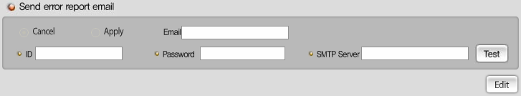 Send error report email
Cancel Apply Email
ID Password SMTP Server Test
Edit